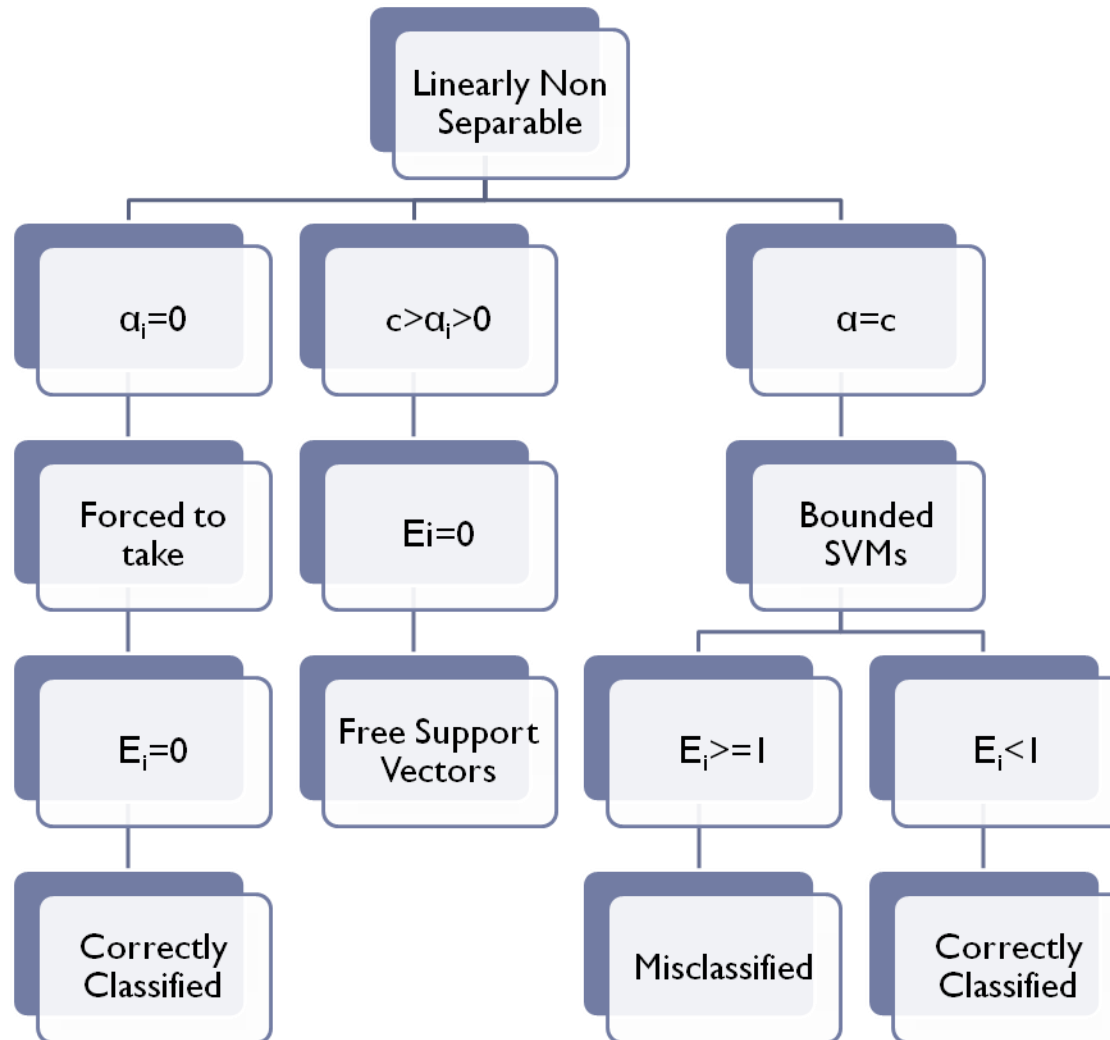 Linearly Non
Separable
αᵢ=0
c>αᵢ>0
α=c
Forced to
take
Ei=0
Bounded
SVMs
Eᵢ=0
Free Support
Vectors
Eᵢ>=1
Eᵢ<1
Correctly
Classified
Misclassified
Correctly
Classified